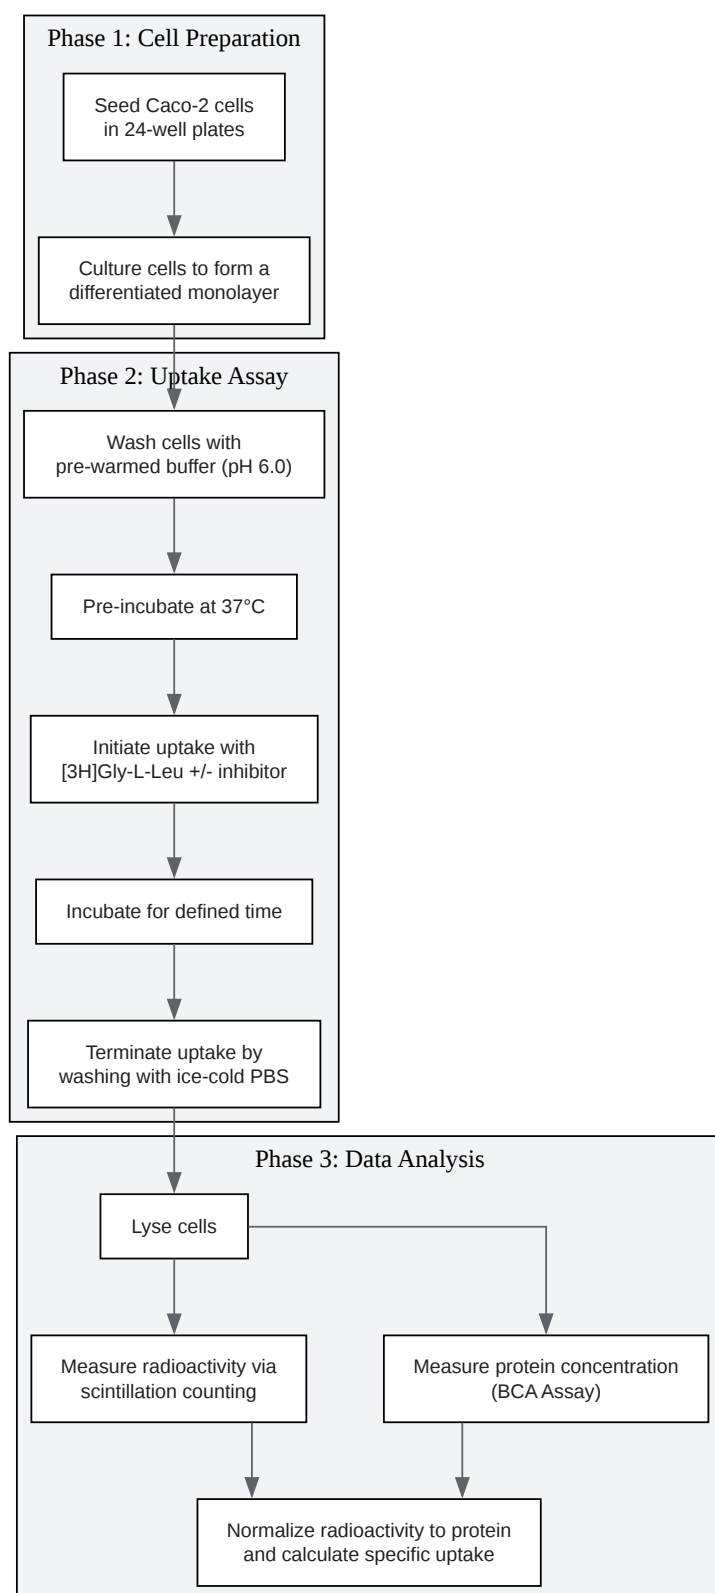 Phase 1: Cell Preparation
Seed Caco-2 cells
in 24-well plates
Culture cells to form a
differentiated monolayer
Phase 2: Uptake Assay
Wash cells with
pre-warmed buffer (pH 6.0)
Pre-incubate at 37°C
Initiate uptake with
[3H]Gly-L-Leu +/- inhibitor
Incubate for defined time
Terminate uptake by
washing with ice-cold PBS
Phase 3: Data Analysis
Lyse cells
Measure radioactivity via
scintillation counting
Measure protein concentration
(BCA Assay)
Normalize radioactivity to protein
and calculate specific uptake